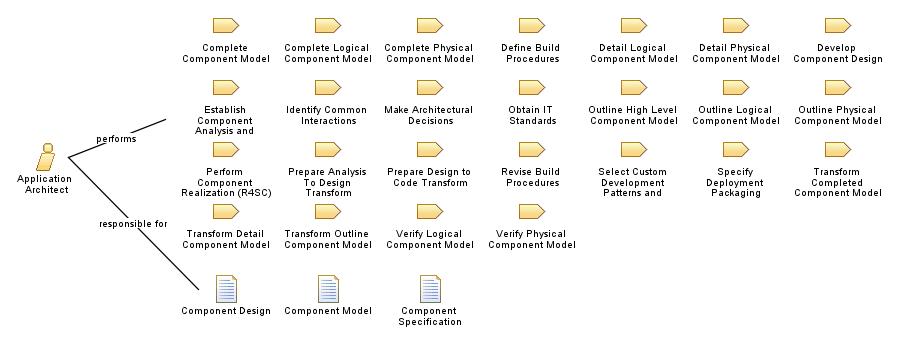 Complete
Component Model
Complete Logical
Component Model
Complete Physical
Component Model
Define Build
Procedures
Detail Logical
Component Model
Detail Physical
Component Model
Develop
Component Design
Establish
Component
Analysis and
Identify Common
Interactions
Make Architectural
Decisions
Obtain IT
Standards
Outline High Level
Component Model
Outline Logical
Component Model
Outline Physical
Component Model
performs
Application
Architect
Perform
Component
Realization (R4SC)
Prepare Analysis
To Design
Transform
Prepare Design to
Code Transform
Revise Build
Procedures
Select Custom
Development
Patterns and
Specify
Deployment
Packaging
Transform
Completed
Component Model
responsible for
Transform Detail
Component Model
Transform Outline
Component Model
Verify Logical
Component Model
Verify Physical
Component Model
Component Design
Component Model
Component
Specification